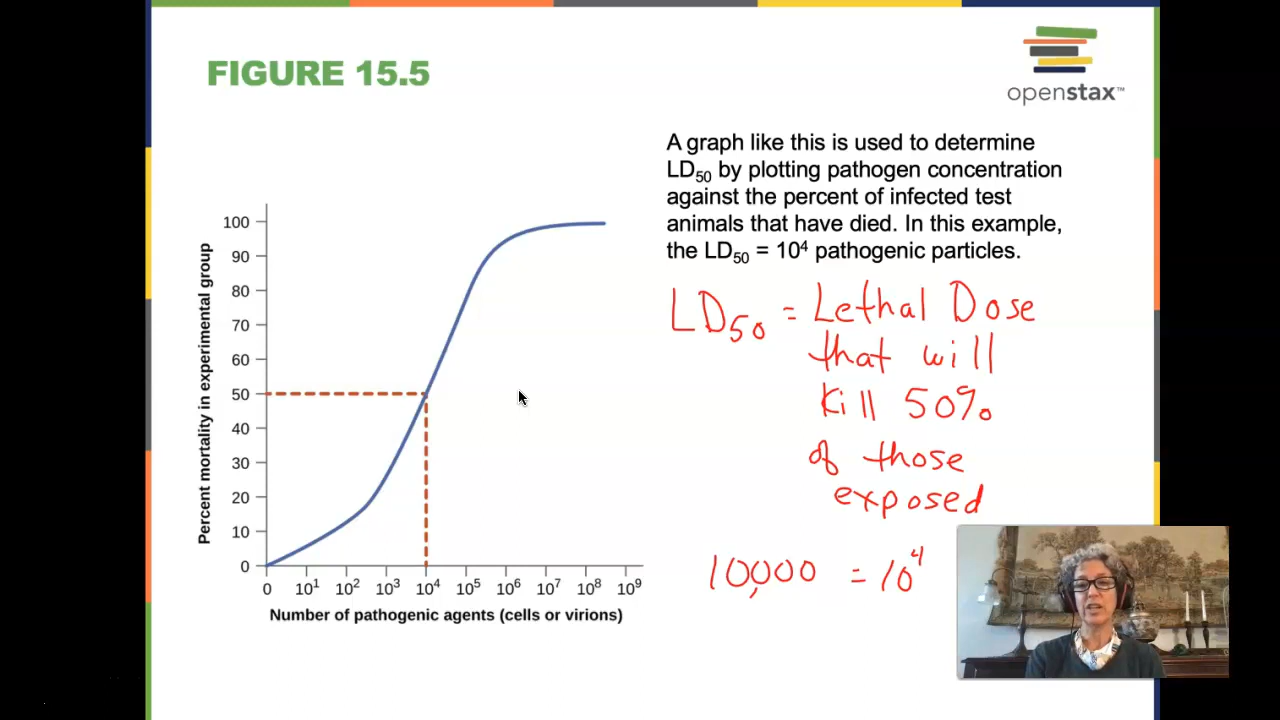 FIGURE 15.5
openstax™
A graph like this is used to determine
LD₅₀ by plotting pathogen concentration
against the percent of infected test
animals that have died. In this example,
the LD₅₀ = 10⁴ pathogenic particles.
LD₅₀ = Lethal Dose
that will
Kill 50%
of those
exposed
10,000 = 10⁴
Percent mortality in experimental group
100
90
80
70
60
50
40
30
20
10
0
0 10¹ 10² 10³ 10⁴ 10⁵ 10⁶ 10⁷ 10⁸ 10⁹
Number of pathogenic agents (cells or virions)